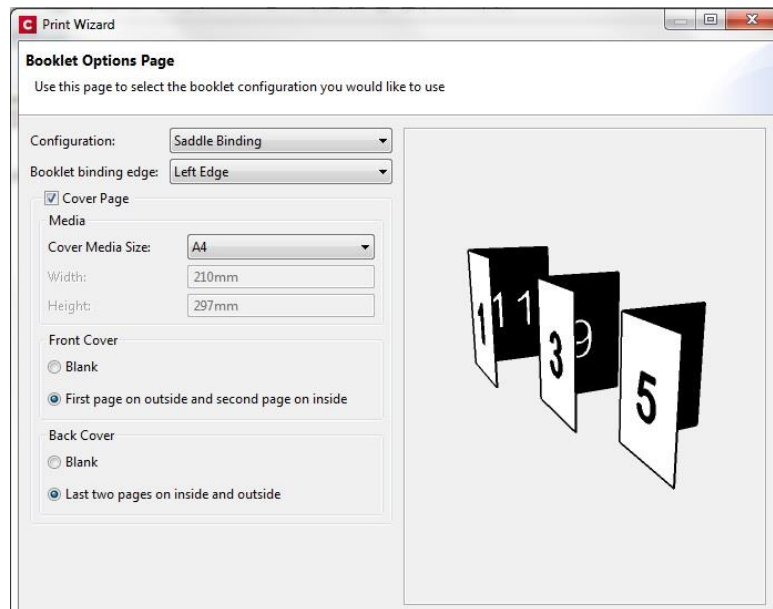 C Print Wizard
Booklet Options Page
Use this page to select the booklet configuration you would like to use
Configuration: Saddle Binding
Booklet binding edge: Left Edge
Cover Page
Media
Cover Media Size: A4
Width: 210mm
Height: 297mm
Front Cover
Blank
First page on outside and second page on inside
Back Cover
Blank
Last two pages on inside and outside
1 11
3 9
5